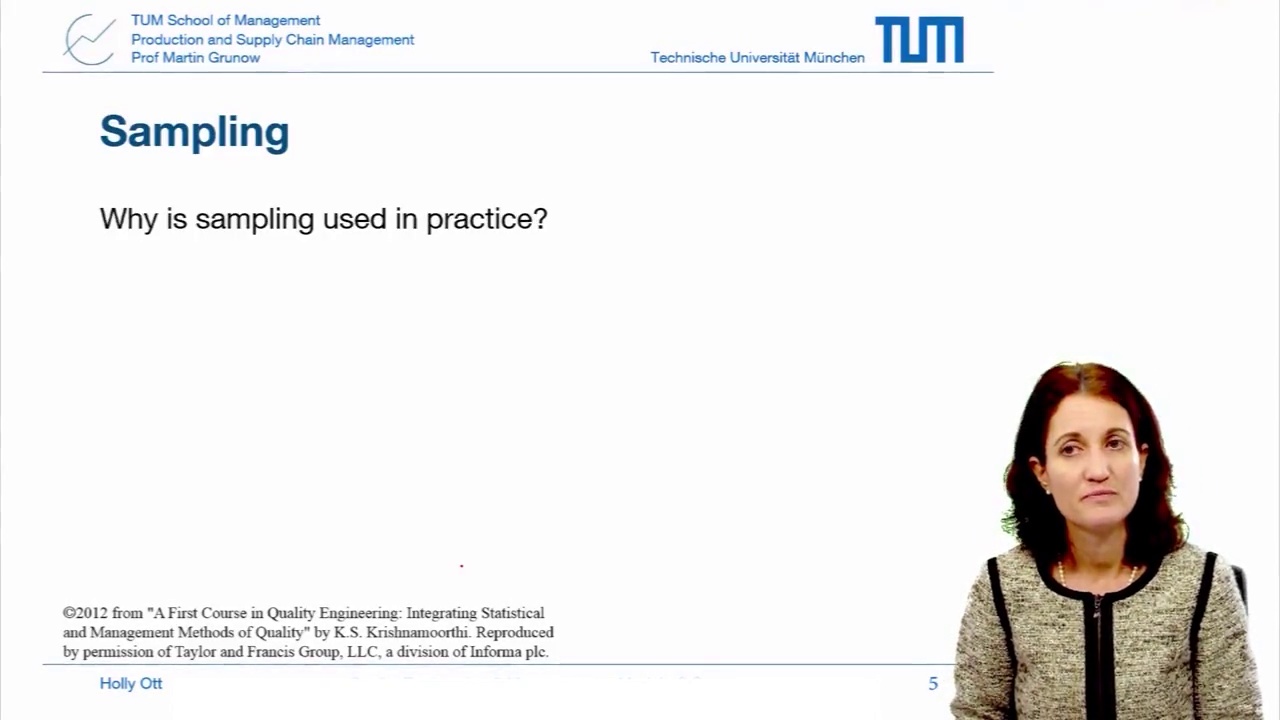 TUM School of Management
Production and Supply Chain Management
Prof Martin Grunow
Technische Universität München
TUM
Sampling
Why is sampling used in practice?
©2012 from "A First Course in Quality Engineering: Integrating Statistical
and Management Methods of Quality" by K.S. Krishnamoorthi. Reproduced
by permission of Taylor and Francis Group, LLC, a division of Informa plc.
Holly Ott
5